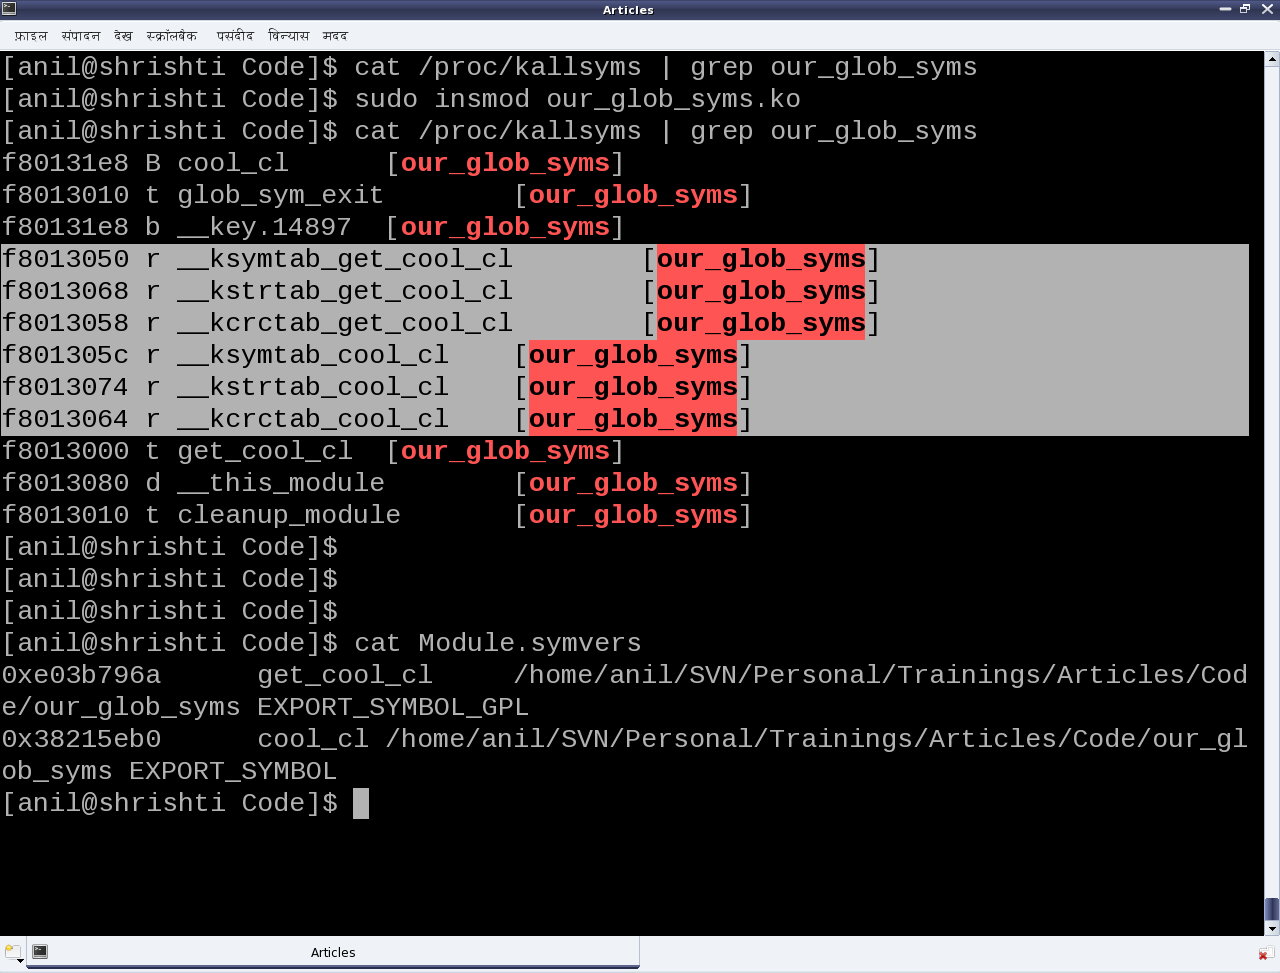 Articles
फ़ाइल संपादन देख स्क्रॉलबैक पसंदीद विन्यास मदद
[anil@shrishti Code]$ cat /proc/kallsyms | grep our_glob_syms
[anil@shrishti Code]$ sudo insmod our_glob_syms.ko
[anil@shrishti Code]$ cat /proc/kallsyms | grep our_glob_syms
f80131e8 B cool_cl [our_glob_syms]
f8013010 t glob_sym_exit [our_glob_syms]
f80131e8 b __key.14897 [our_glob_syms]
f8013050 r __ksymtab_get_cool_cl [our_glob_syms]
f8013068 r __kstrtab_get_cool_cl [our_glob_syms]
f8013058 r __kcrctab_get_cool_cl [our_glob_syms]
f801305c r __ksymtab_cool_cl [our_glob_syms]
f8013074 r __kstrtab_cool_cl [our_glob_syms]
f8013064 r __kcrctab_cool_cl [our_glob_syms]
f8013000 t get_cool_cl [our_glob_syms]
f8013080 d __this_module [our_glob_syms]
f8013010 t cleanup_module [our_glob_syms]
[anil@shrishti Code]$
[anil@shrishti Code]$
[anil@shrishti Code]$
[anil@shrishti Code]$ cat Module.symvers
0xe03b796a get_cool_cl /home/anil/SVN/Personal/Trainings/Articles/Cod
e/our_glob_syms EXPORT_SYMBOL_GPL
0x38215eb0 cool_cl /home/anil/SVN/Personal/Trainings/Articles/Code/our_gl
ob_syms EXPORT_SYMBOL
[anil@shrishti Code]$
Articles